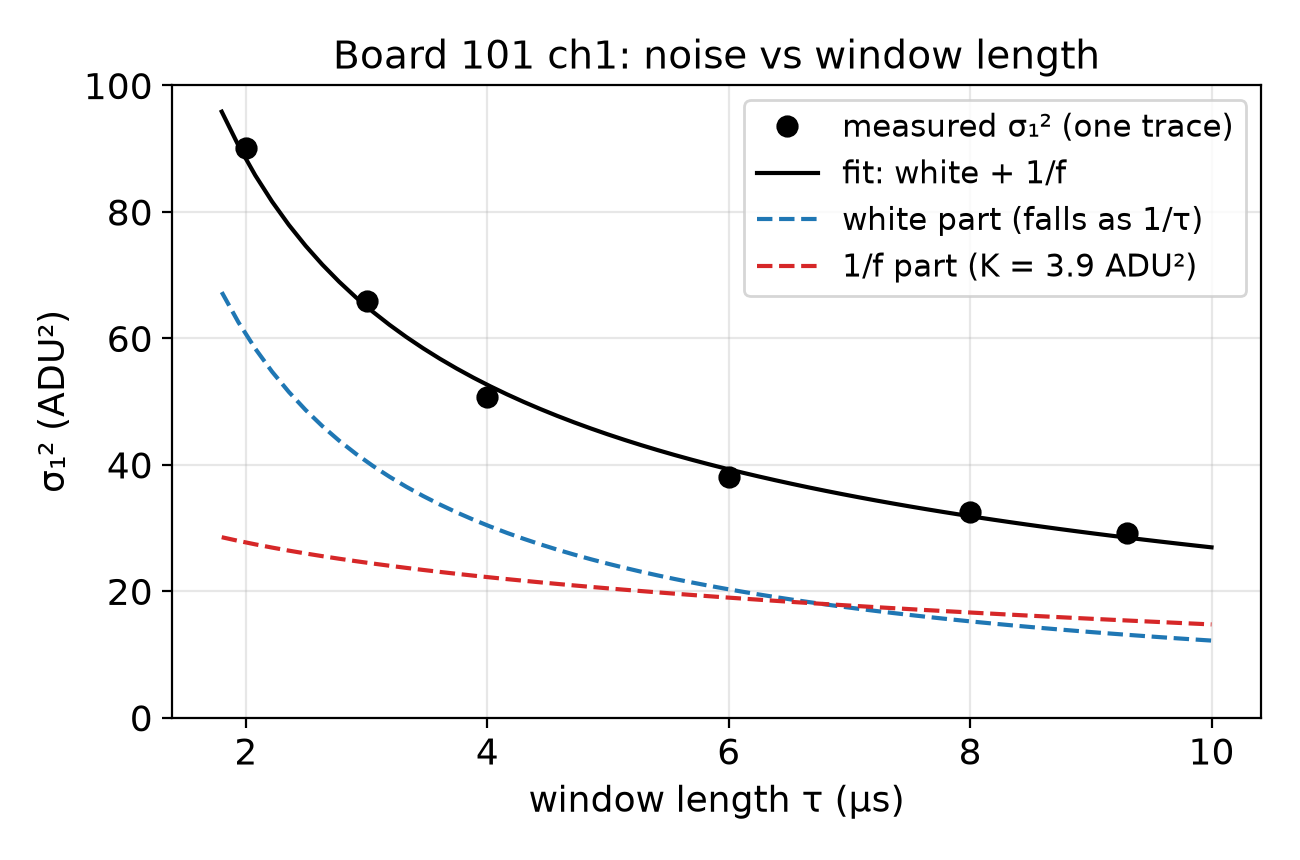 Board 101 ch1: noise vs window length
100
80
60
40
20
0
σ₁² (ADU²)
measured σ₁² (one trace)
fit: white + 1/f
white part (falls as 1/τ)
1/f part (K = 3.9 ADU²)
2
4
6
8
10
window length τ (μs)